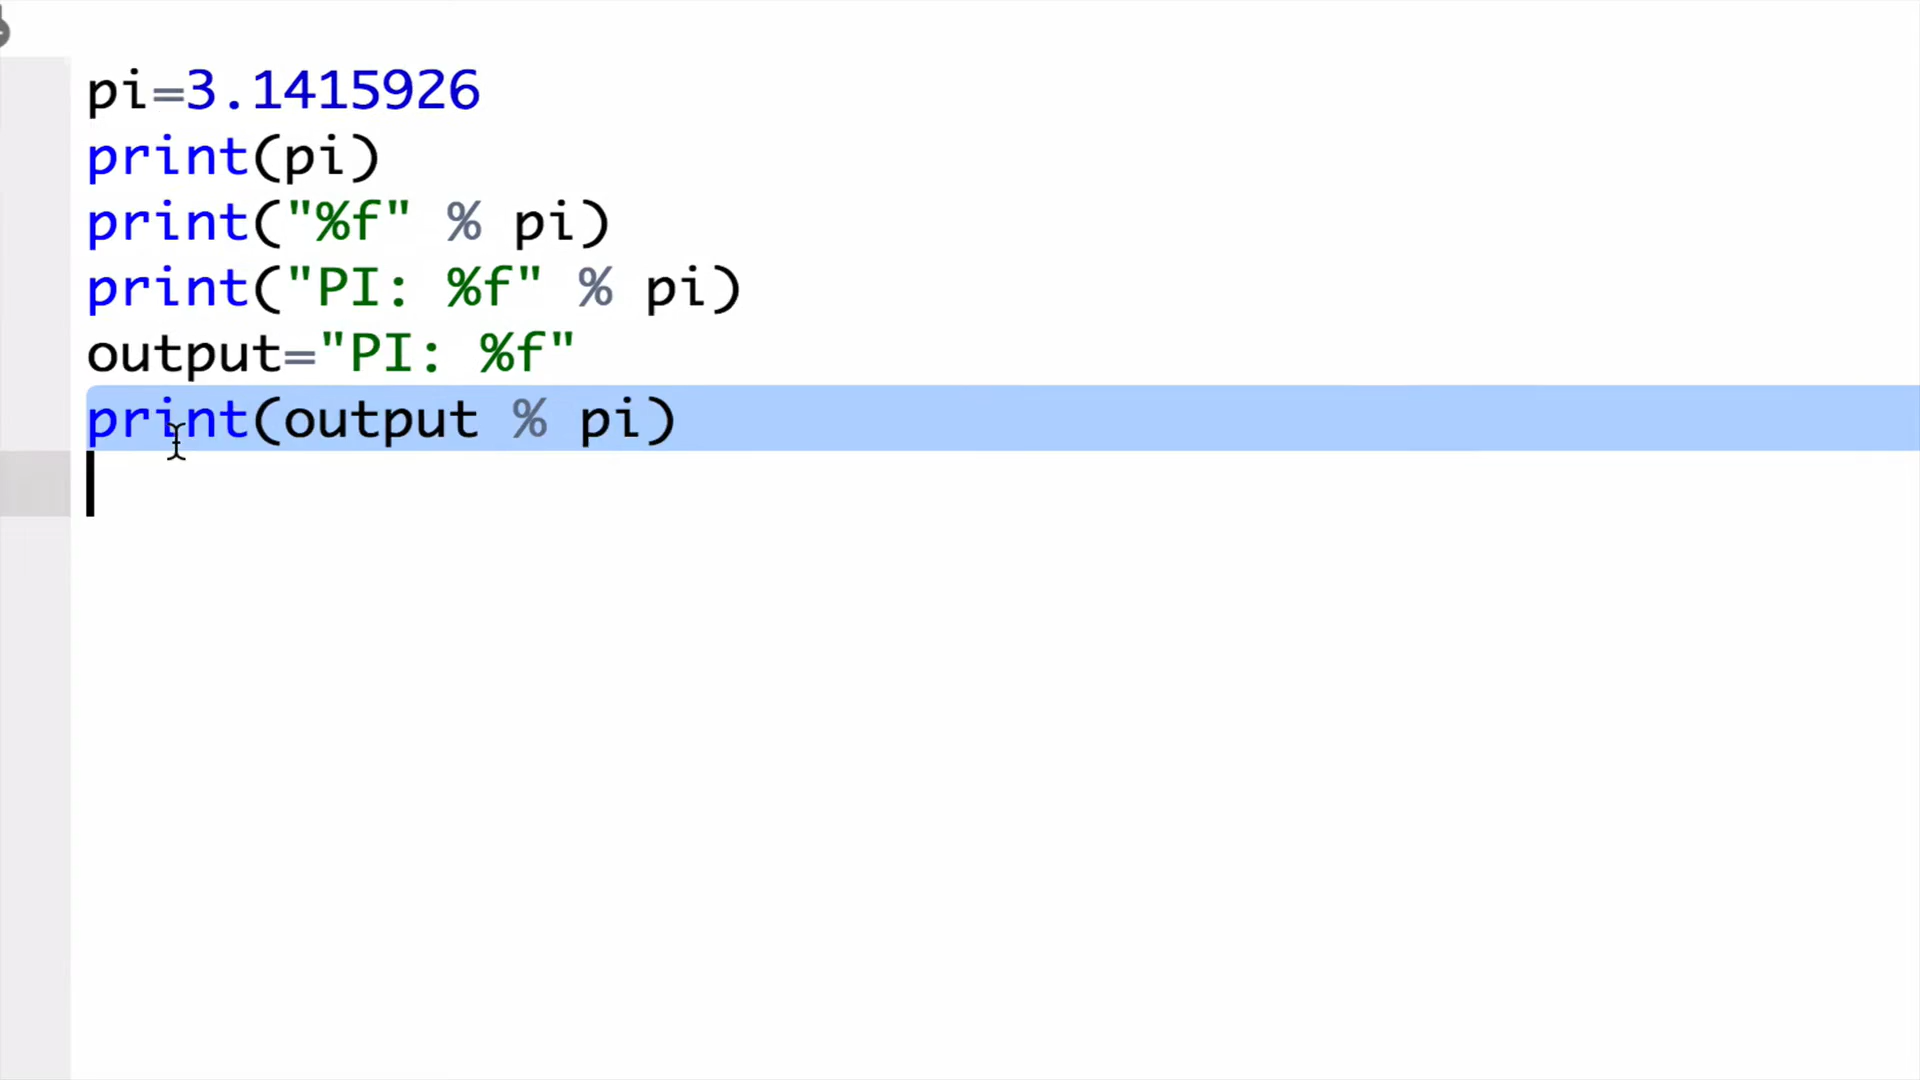 pi=3.1415926
print(pi)
print("%f" % pi)
print("PI: %f" % pi)
output="PI: %f"
print(output % pi)